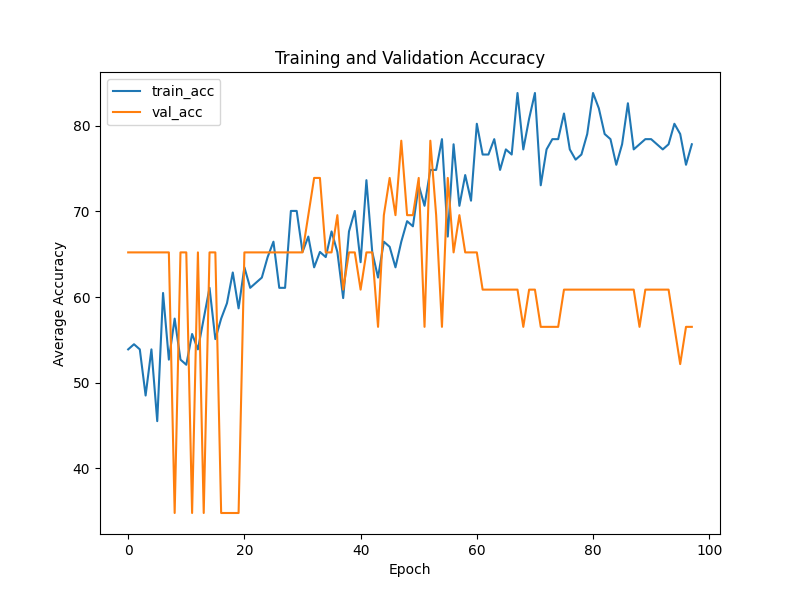 Training and Validation Accuracy
train_acc
val_acc
Average Accuracy
80
70
60
50
40
0 20 40 60 80 100
Epoch